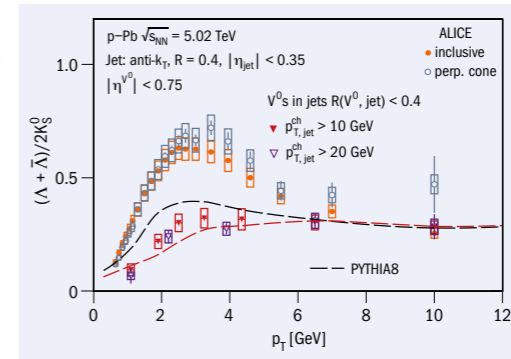 p–Pb √sNN = 5.02 TeV
Jet: anti-kT, R = 0.4, |ηjet| < 0.35
|ηV0| < 0.75
ALICE
inclusive
perp. cone
V0s in jets R(V0, jet) < 0.4
pchT, jet > 10 GeV
pchT, jet > 20 GeV
PYTHIA8
(Λ + Λ̄)/2K0S
1.0
0.5
0
0 2 4 6 8 10 12
pT [GeV]